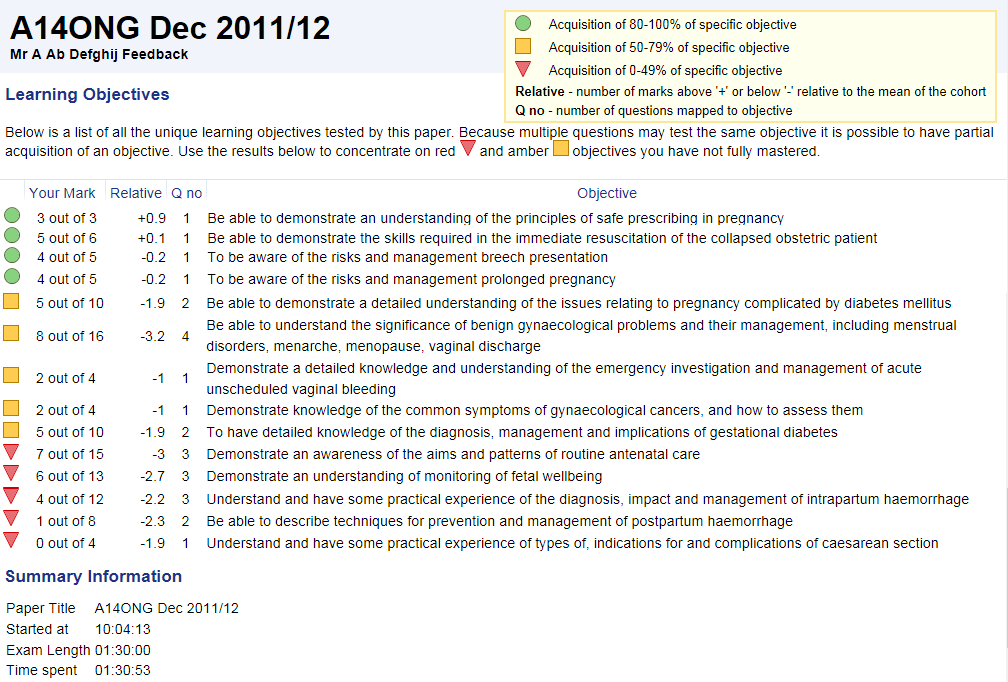 A14ONG Dec 2011/12
Mr A Ab Defghij Feedback
Acquisition of 80-100% of specific objective
Acquisition of 50-79% of specific objective
Acquisition of 0-49% of specific objective
Relative - number of marks above '+' or below '-' relative to the mean of the cohort
Q no - number of questions mapped to objective
Learning Objectives
Below is a list of all the unique learning objectives tested by this paper. Because multiple questions may test the same objective it is possible to have partial
acquisition of an objective. Use the results below to concentrate on red and amber objectives you have not fully mastered.
Your Mark Relative Q no Objective
3 out of 3 +0.9 1 Be able to demonstrate an understanding of the principles of safe prescribing in pregnancy
5 out of 6 +0.1 1 Be able to demonstrate the skills required in the immediate resuscitation of the collapsed obstetric patient
4 out of 5 -0.2 1 To be aware of the risks and management breech presentation
4 out of 5 -0.2 1 To be aware of the risks and management prolonged pregnancy
5 out of 10 -1.9 2 Be able to demonstrate a detailed understanding of the issues relating to pregnancy complicated by diabetes mellitus
8 out of 16 -3.2 4 Be able to understand the significance of benign gynaecological problems and their management, including menstrual
disorders, menarche, menopause, vaginal discharge
2 out of 4 -1 1 Demonstrate a detailed knowledge and understanding of the emergency investigation and management of acute
unscheduled vaginal bleeding
2 out of 4 -1 1 Demonstrate knowledge of the common symptoms of gynaecological cancers, and how to assess them
5 out of 10 -1.9 2 To have detailed knowledge of the diagnosis, management and implications of gestational diabetes
7 out of 15 -3 3 Demonstrate an awareness of the aims and patterns of routine antenatal care
6 out of 13 -2.7 3 Demonstrate an understanding of monitoring of fetal wellbeing
4 out of 12 -2.2 3 Understand and have some practical experience of the diagnosis, impact and management of intrapartum haemorrhage
1 out of 8 -2.3 2 Be able to describe techniques for prevention and management of postpartum haemorrhage
0 out of 4 -1.9 1 Understand and have some practical experience of types of, indications for and complications of caesarean section
Summary Information
Paper Title A14ONG Dec 2011/12
Started at 10:04:13
Exam Length 01:30:00
Time spent 01:30:53